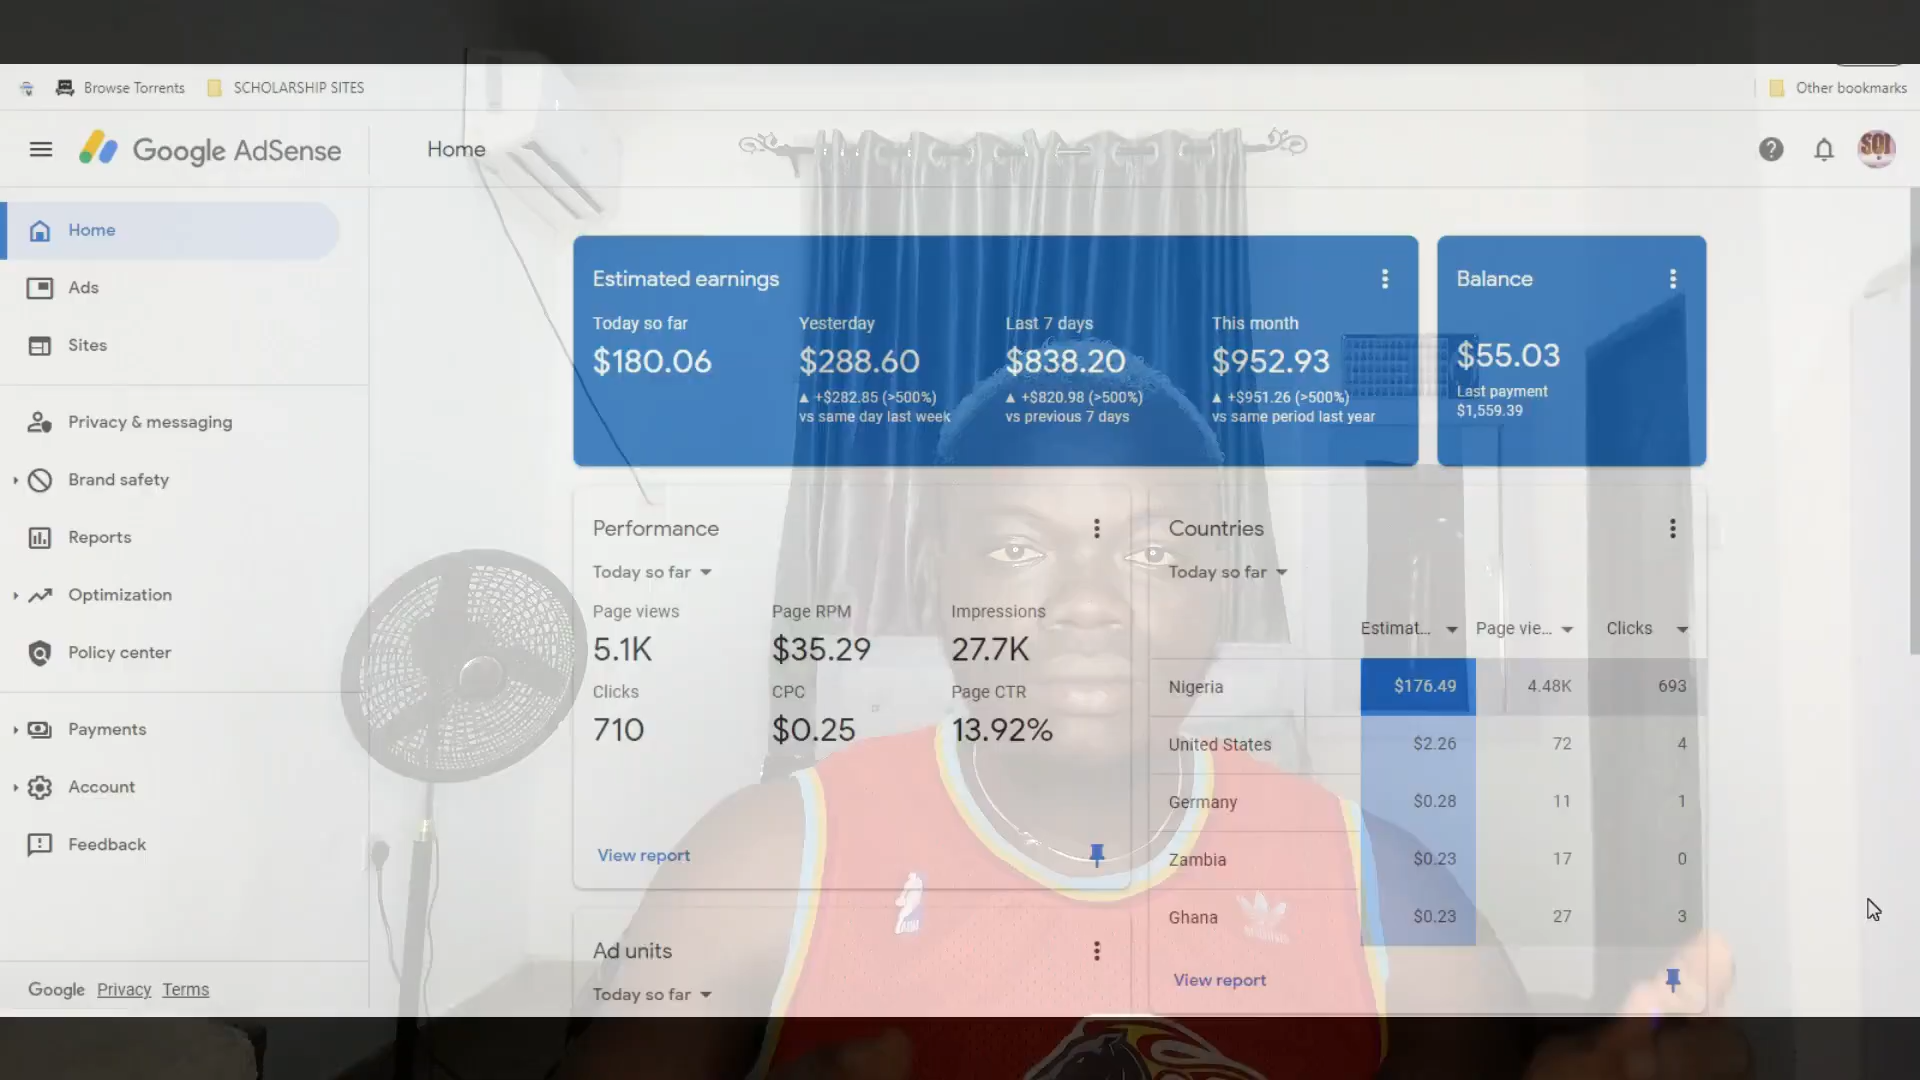 Browse Torrents
SCHOLARSHIP SITES
Other bookmarks
Google AdSense
Home
SOI
Home
Ads
Sites
Privacy & messaging
Brand safety
Reports
Optimization
Policy center
Payments
Account
Feedback
Google Privacy Terms
Estimated earnings
Today so far
$180.06
Yesterday
$288.60
+$282.85 (>500%)
vs same day last week
Last 7 days
$838.20
+$820.98 (>500%)
vs previous 7 days
This month
$952.93
+$951.26 (>500%)
vs same period last year
Balance
$55.03
Last payment
$1,559.39
Performance
Today so far
Page views
5.1K
Page RPM
$35.29
Impressions
27.7K
Clicks
710
CPC
$0.25
Page CTR
13.92%
View report
Countries
Today so far
Estimat... Page vie... Clicks
Nigeria $176.49 4.48K 693
United States $2.26 72 4
Germany $0.28 11 1
Zambia $0.23 17 0
Ghana $0.23 27 3
View report
Ad units
Today so far